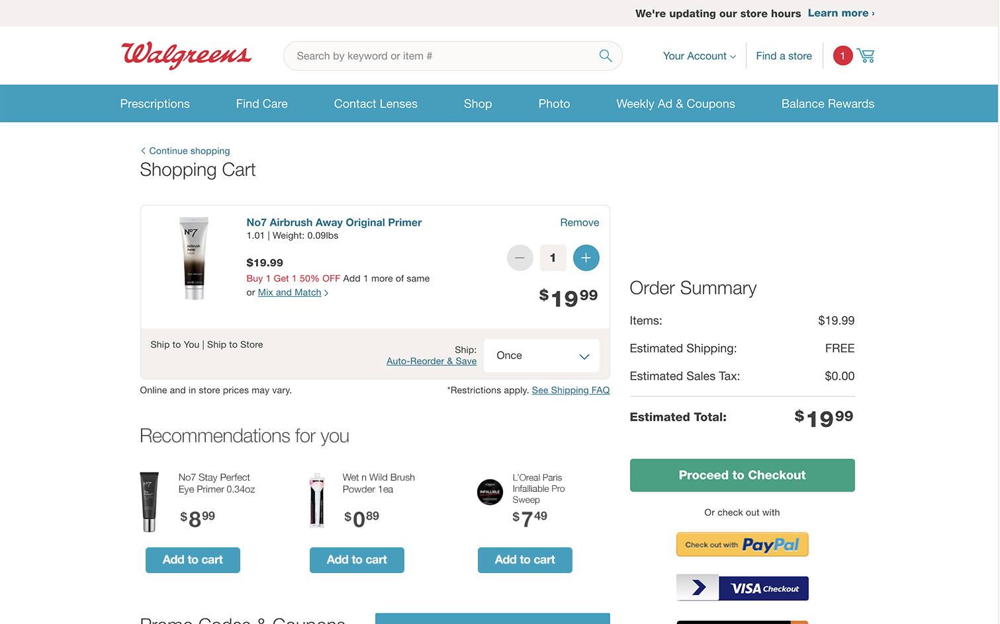 We're updating our store hours Learn more ›
Walgreens
Search by keyword or item #
Your Account
Find a store
1
Prescriptions
Find Care
Contact Lenses
Shop
Photo
Weekly Ad & Coupons
Balance Rewards
Continue shopping
Shopping Cart
No7 Airbrush Away Original Primer
Remove
1.01 | Weight: 0.09lbs
No7
Airbrush
Away
1
$19.99
Buy 1 Get 1 50% OFF Add 1 more of same
or Mix and Match
$19 99
Ship to You | Ship to Store
Ship:
Auto-Reorder & Save
Once
Online and in store prices may vary.
*Restrictions apply. See Shipping FAQ
Order Summary
Items: $19.99
Estimated Shipping: FREE
Estimated Sales Tax: $0.00
Estimated Total: $19 99
Proceed to Checkout
Or check out with
Check out with PayPal
VISA Checkout
Recommendations for you
No7 Stay Perfect
Eye Primer 0.34oz
$8 99
Add to cart
Wet n Wild Brush
Powder 1ea
$0 89
Add to cart
INFALLIBLE
L'Oreal Paris
Infalliable Pro
Sweep
$7 49
Add to cart
Promo Codes & Coupons